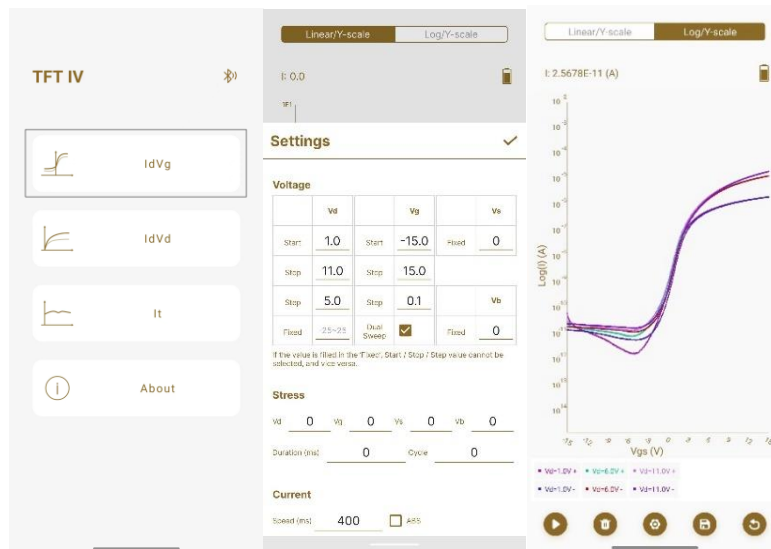 TFT IV
IdVg
IdVd
It
About
Linear/Y-scale Log/Y-scale
I: 0.0
1E1
Settings
Voltage
Vd Vg Vs
Start 1.0 Start -15.0 Fixed 0
Stop 11.0 Stop 15.0
Step 5.0 Step 0.1 Vb
Fixed -25~25 Dual Sweep Fixed 0
If the value is filled in the 'Fixed', Start / Stop / Step value cannot be
selected, and vice versa.
Stress
Vd 0 Vg 0 Vs 0 Vb 0
Duration (ms) 0 Cycle 0
Current
Speed (ms) 400 ABS
Linear/Y-scale Log/Y-scale
I: 2.5678E-11 (A)
Log(I) (A)
Vgs (V)
Vd=1.0V + Vd=6.0V + Vd=11.0V +
Vd=1.0V - Vd=6.0V - Vd=11.0V -